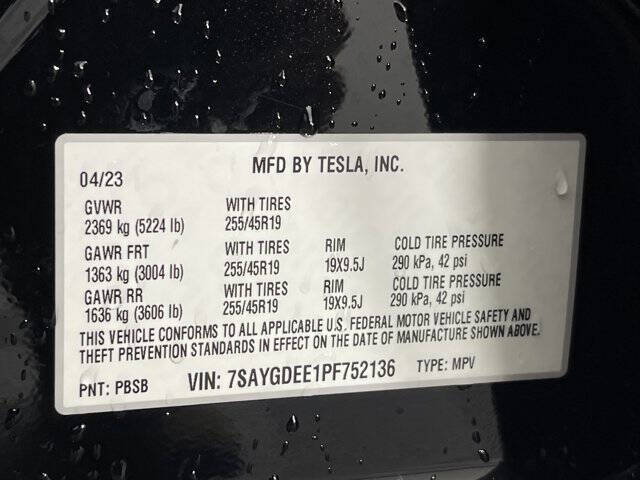 MFD BY TESLA, INC.
04/23
GVWR WITH TIRES
2369 kg (5224 lb) 255/45R19
GAWR FRT WITH TIRES RIM COLD TIRE PRESSURE
1363 kg (3004 lb) 255/45R19 19X9.5J 290 kPa, 42 psi
GAWR RR WITH TIRES RIM COLD TIRE PRESSURE
1636 kg (3606 lb) 255/45R19 19X9.5J 290 kPa, 42 psi
THIS VEHICLE CONFORMS TO ALL APPLICABLE U.S. FEDERAL MOTOR VEHICLE SAFETY AND
THEFT PREVENTION STANDARDS IN EFFECT ON THE DATE OF MANUFACTURE SHOWN ABOVE.
PNT: PBSB VIN: 7SAYGDEE1PF752136 TYPE: MPV